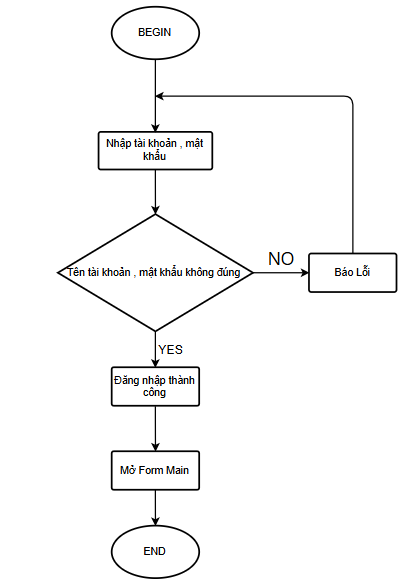 BEGIN
Nhập tài khoản , mật
khẩu
Tên tài khoản , mật khẩu không đúng
NO
Báo Lỗi
YES
Đăng nhập thành
công
Mở Form Main
END